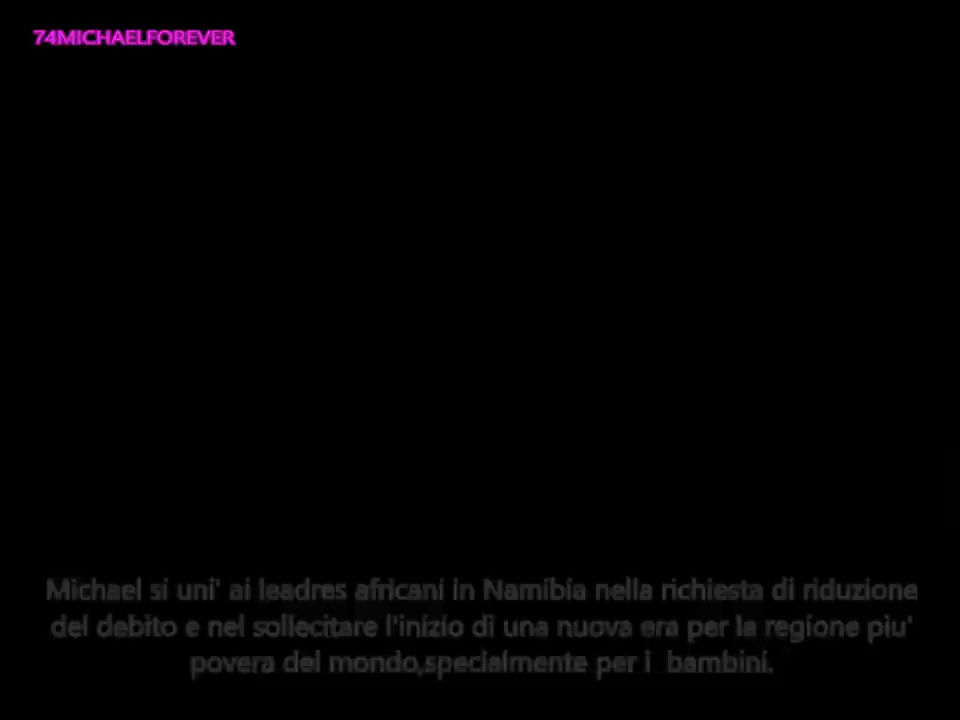 74MICHAELFOREVER
Michael si uni' ai leadres africani in Namibia nella richiesta di riduzione
del debito e nel sollecitare l'inizio di una nuova era per la regione piu'
povera del mondo,specialmente per i  bambini.